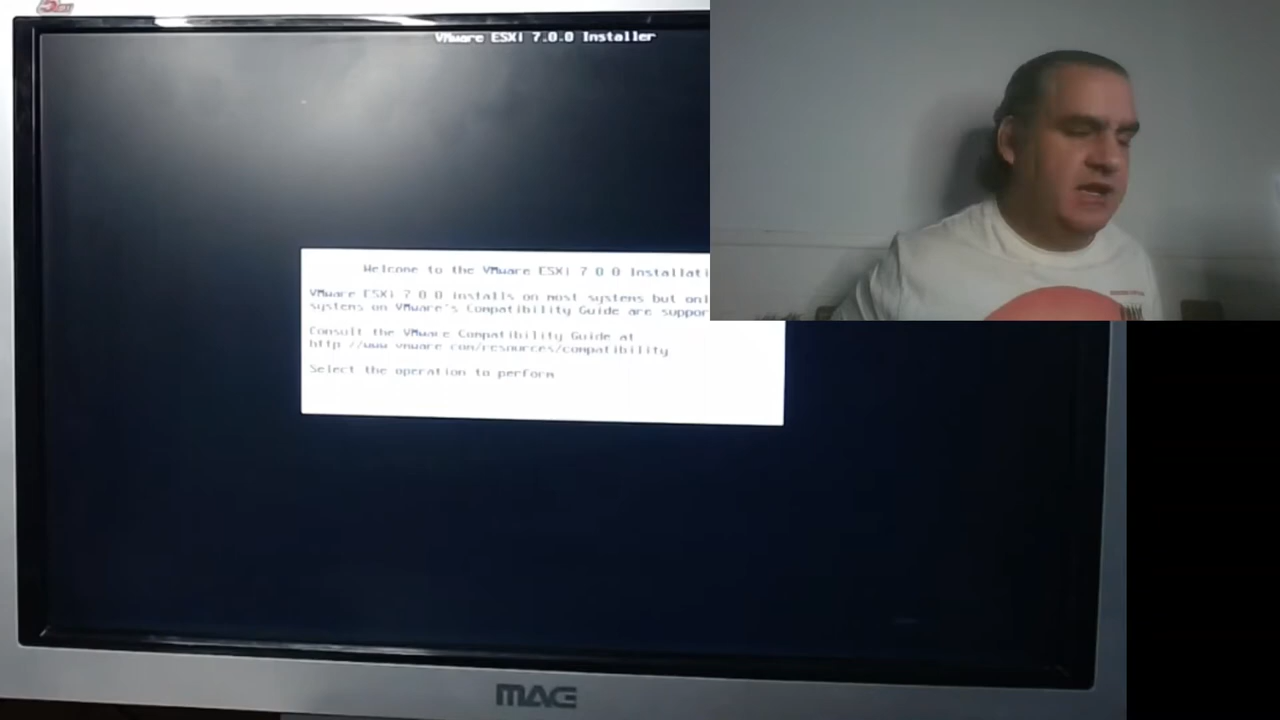 VMware ESXi 7.0.0 Installer
Welcome to the VMware ESXi 7 0 0 Installati
VMware ESXi 7 0 0 installs on most systems but onl
systems on VMware's Compatibility Guide are suppor
Consult the VMware Compatibility Guide at
http //www vmware com/resources/compatibility
Select the operation to perform
MAG